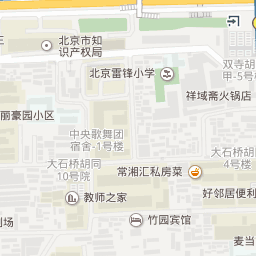 三
北京市知
识产权局
双寺胡
甲-5号
北京雷锋小学
祥域斋火锅店
丽豪园小区
中央歌舞团
宿舍-1号楼
大石桥胡
4号楼
大石桥胡同
10号院
常湘汇私房菜
教师之家
好邻居便利
剧场
竹园宾馆
麦当